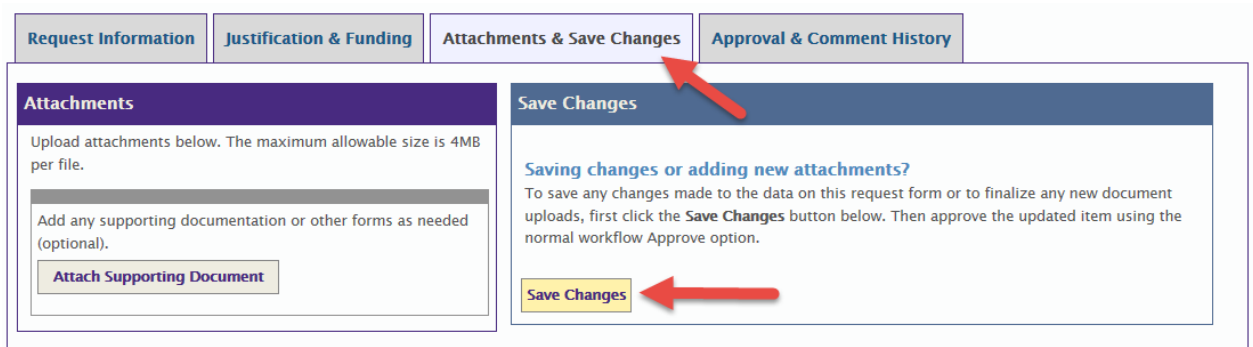 Request Information
Justification & Funding
Attachments & Save Changes
Approval & Comment History
Attachments
Upload attachments below. The maximum allowable size is 4MB
per file.
Add any supporting documentation or other forms as needed
(optional).
Attach Supporting Document
Save Changes
Saving changes or adding new attachments?
To save any changes made to the data on this request form or to finalize any new document
uploads, first click the Save Changes button below. Then approve the updated item using the
normal workflow Approve option.
Save Changes